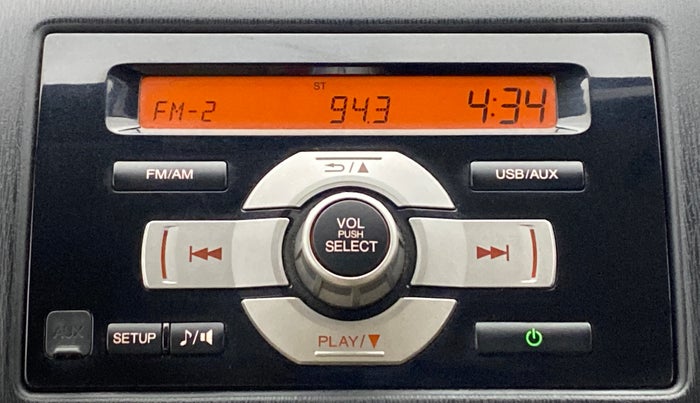 ST
FM-2 94.3 4:34
FM/AM
USB/AUX
VOL
PUSH
SELECT
PLAY/▼
AUX
SETUP